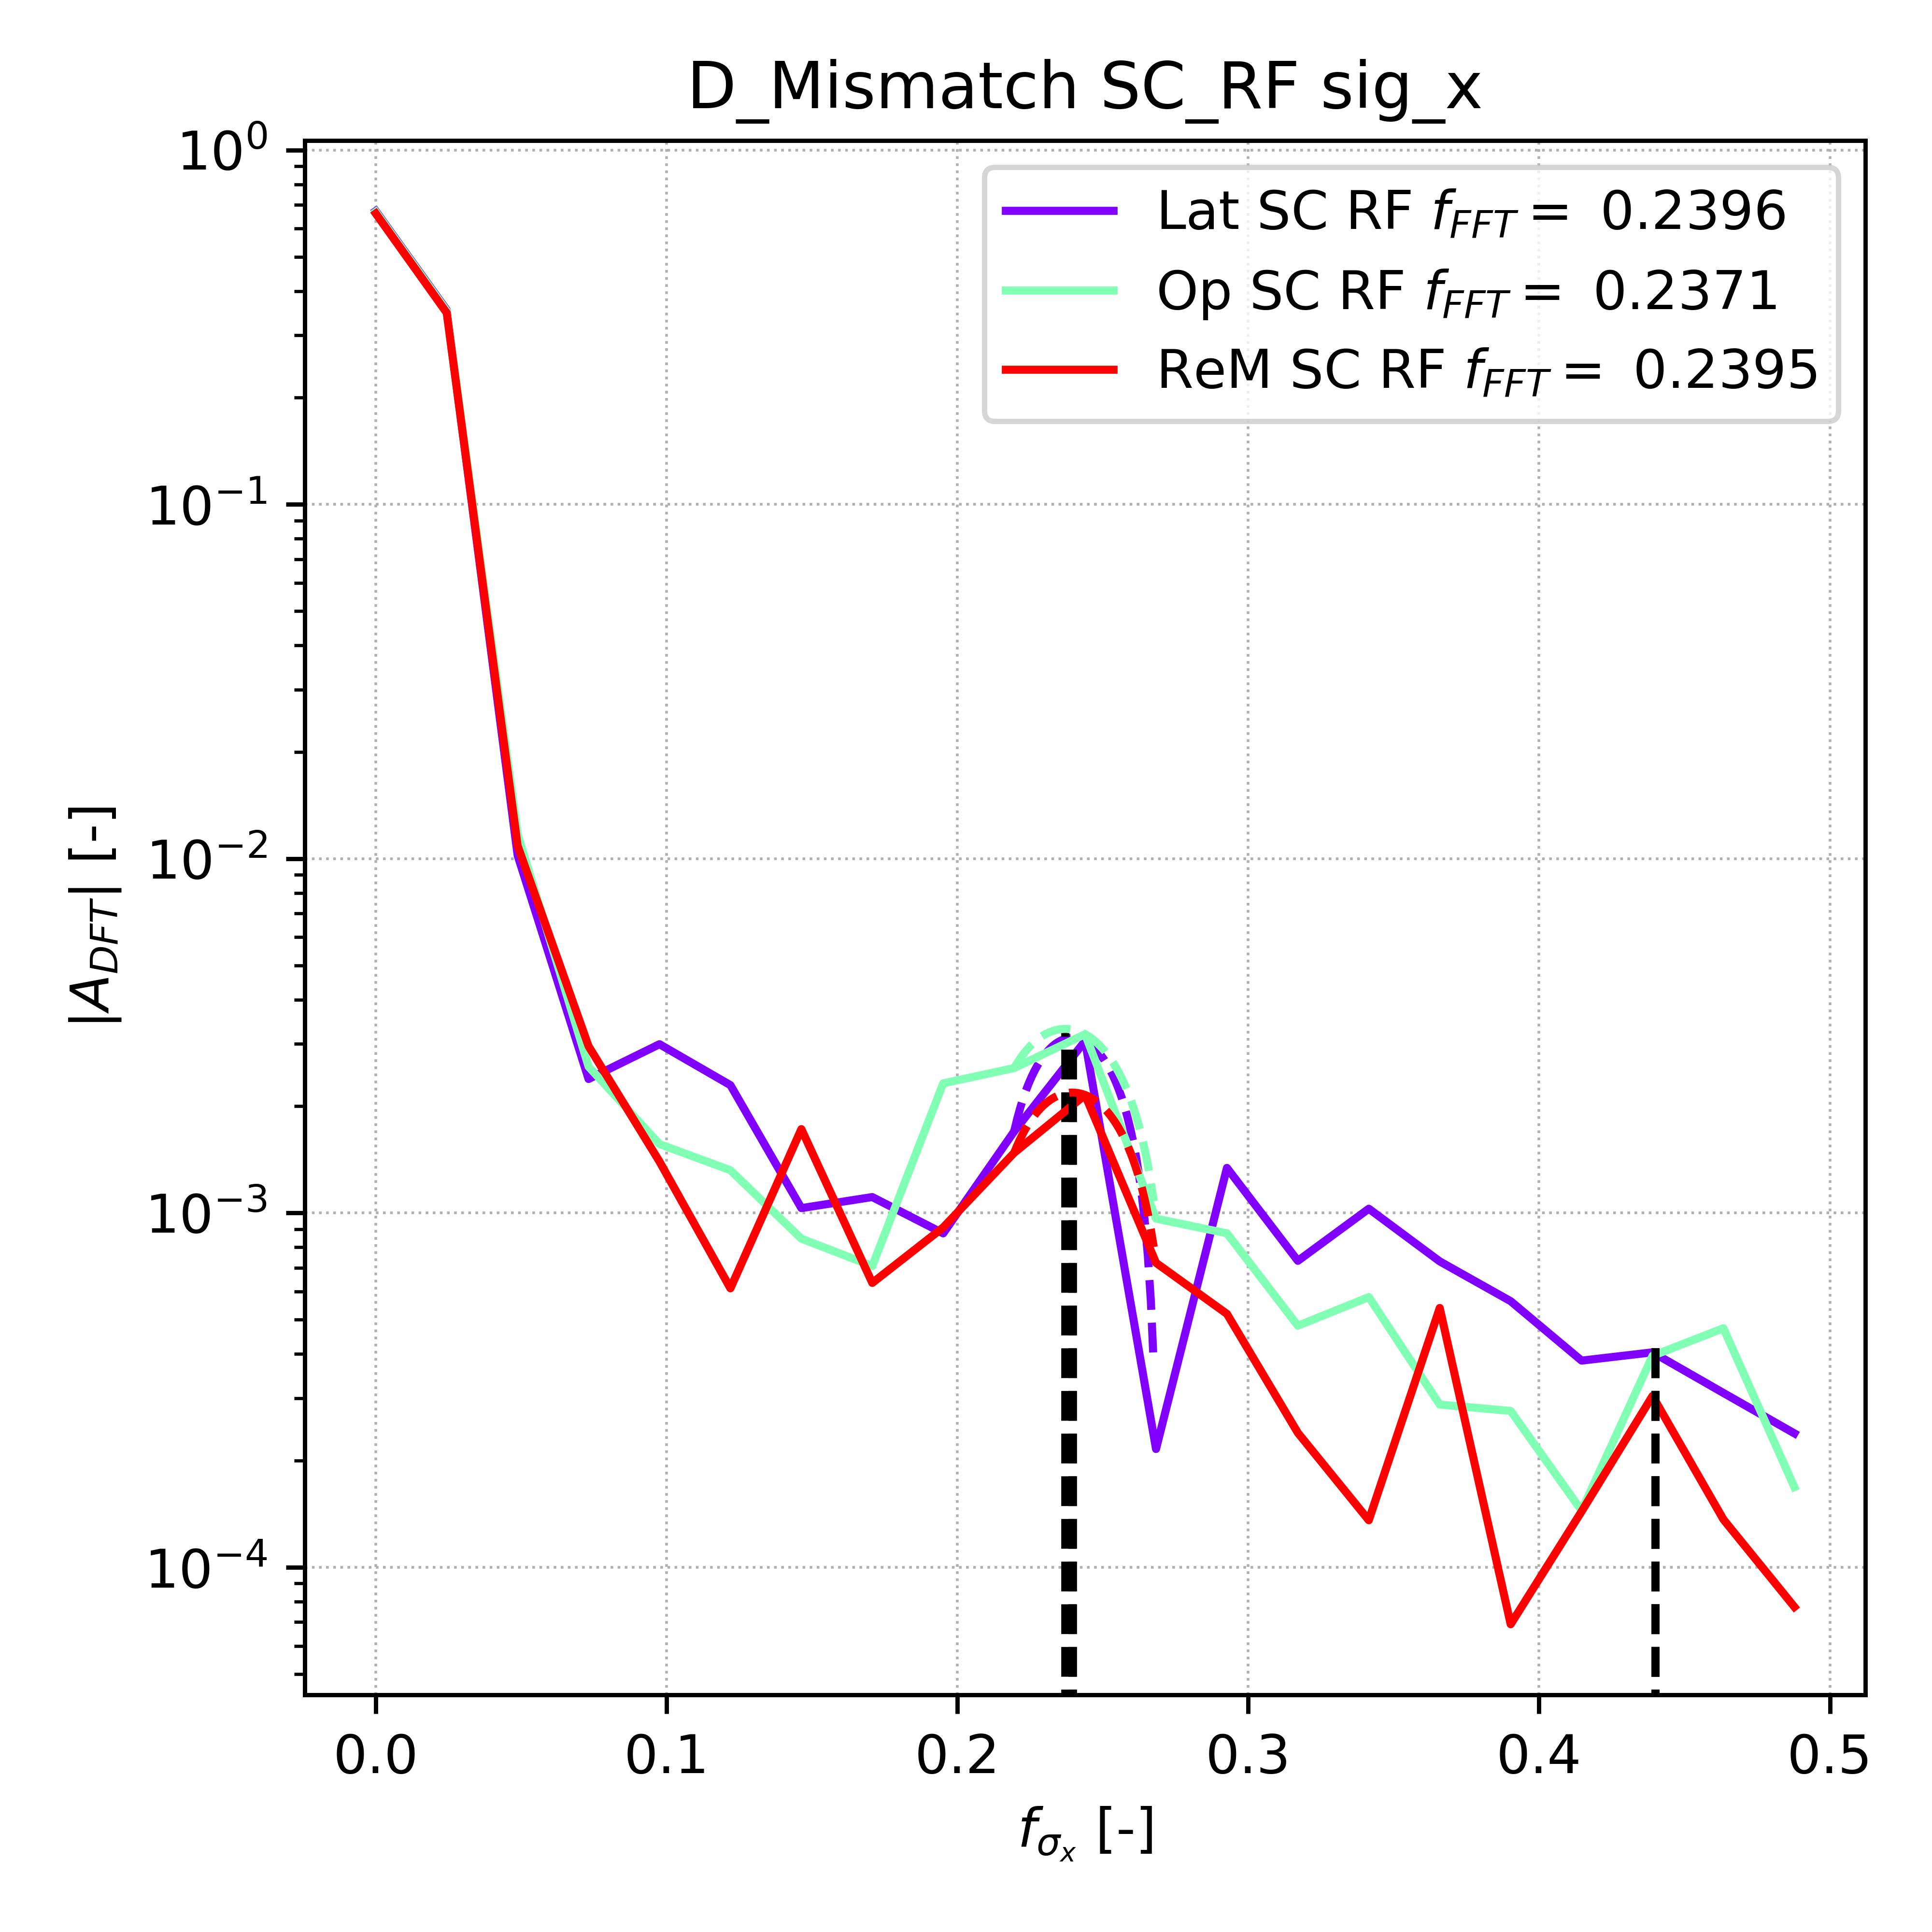 D_Mismatch SC_RF sig_x
10⁰
10⁻¹
10⁻²
10⁻³
10⁻⁴
|A_DFT| [-]
Lat SC RF f_FFT = 0.2396
Op SC RF f_FFT = 0.2371
ReM SC RF f_FFT = 0.2395
0.0 0.1 0.2 0.3 0.4 0.5
f_σₓ [-]